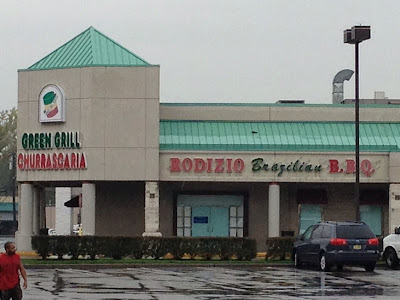 GREEN GRILL
CHURRASCARIA
RODIZIO Brazilian B.B.Q.